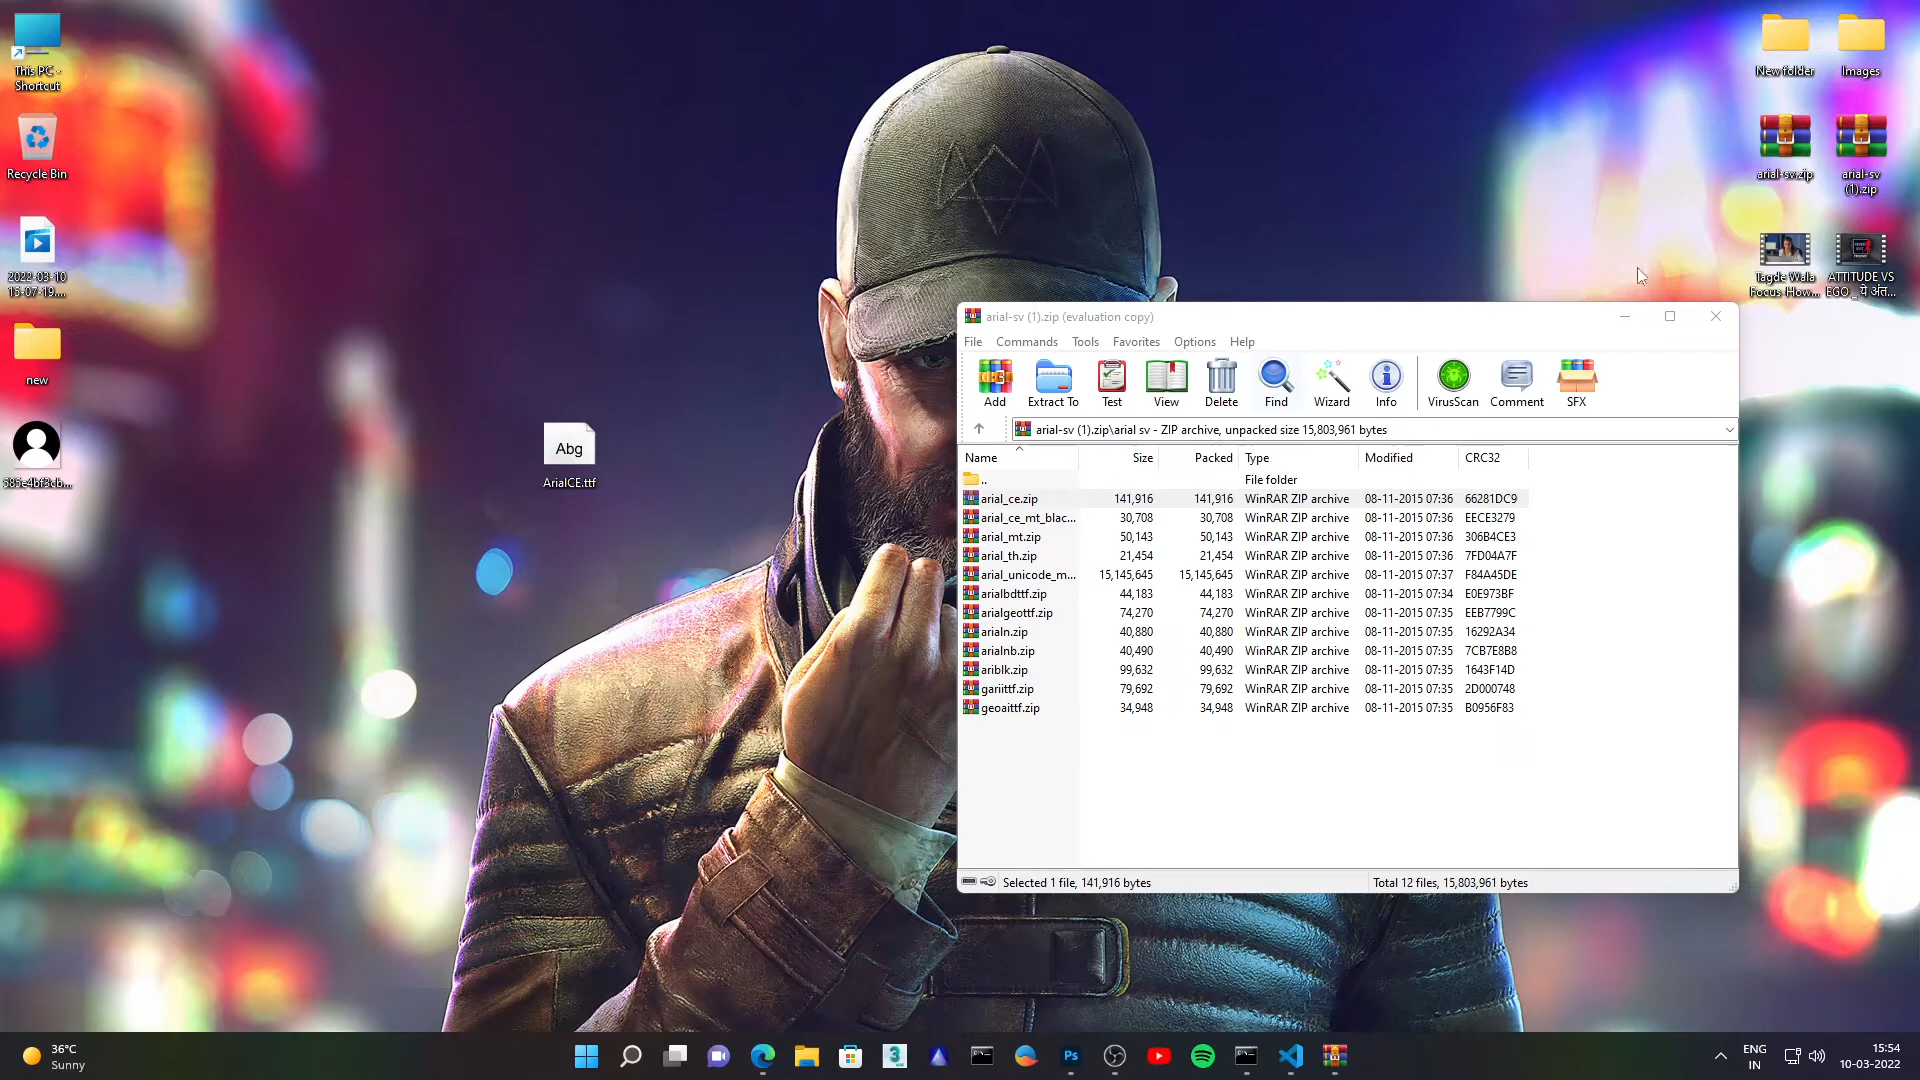 This PC -
Shortcut
Recycle Bin
2022-03-10
15-07-19....
new
585e4bf3cb...
Abg
ArialCE.ttf
New folder
Images
arial-sv.zip
arial-sv
(1).zip
Tagde Wala
Focus-How...
ATTITUDE VS
EGO_ ये अंत...
arial-sv (1).zip (evaluation copy)
File Commands Tools Favorites Options Help
Add Extract To Test View Delete Find Wizard Info VirusScan Comment SFX
arial-sv (1).zip\arial sv - ZIP archive, unpacked size 15,803,961 bytes
Name Size Packed Type Modified CRC32
.. File folder
arial_ce.zip 141,916 141,916 WinRAR ZIP archive 08-11-2015 07:36 66281DC9
arial_ce_mt_blac... 30,708 30,708 WinRAR ZIP archive 08-11-2015 07:36 EECE3279
arial_mt.zip 50,143 50,143 WinRAR ZIP archive 08-11-2015 07:36 306B4CE3
arial_th.zip 21,454 21,454 WinRAR ZIP archive 08-11-2015 07:36 7FD04A7F
arial_unicode_m... 15,145,645 15,145,645 WinRAR ZIP archive 08-11-2015 07:37 F84A45DE
arialbdttf.zip 44,183 44,183 WinRAR ZIP archive 08-11-2015 07:34 E0E973BF
arialgeottf.zip 74,270 74,270 WinRAR ZIP archive 08-11-2015 07:35 EEB7799C
arialn.zip 40,880 40,880 WinRAR ZIP archive 08-11-2015 07:35 16292A34
arialnb.zip 40,490 40,490 WinRAR ZIP archive 08-11-2015 07:35 7CB7E8B8
ariblk.zip 99,632 99,632 WinRAR ZIP archive 08-11-2015 07:35 1643F14D
gariittf.zip 79,692 79,692 WinRAR ZIP archive 08-11-2015 07:35 2D000748
geoaittf.zip 34,948 34,948 WinRAR ZIP archive 08-11-2015 07:35 B0956F83
Selected 1 file, 141,916 bytes Total 12 files, 15,803,961 bytes
36°C
Sunny
3
Ps
ENG
IN
15:54
10-03-2022